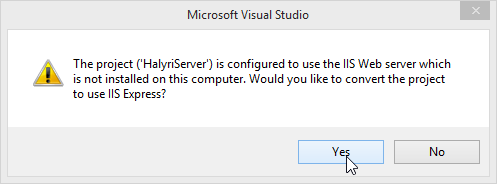 Microsoft Visual Studio
The project ('HalyriServer') is configured to use the IIS Web server which
is not installed on this computer. Would you like to convert the project
to use IIS Express?
Yes
No